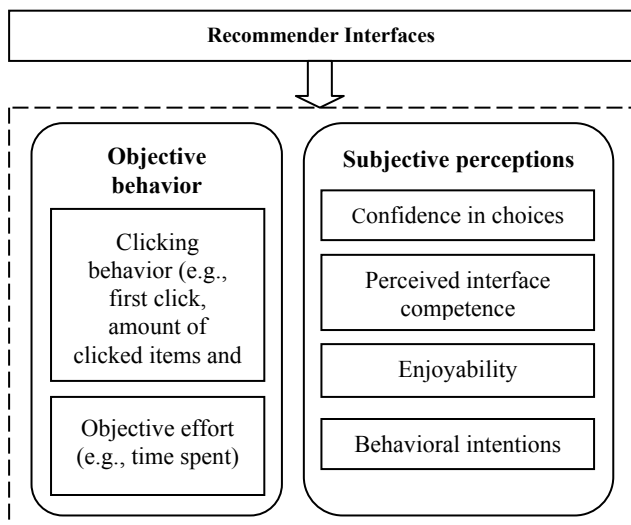 Recommender Interfaces
Objective
behavior
Clicking
behavior (e.g.,
first click,
amount of
clicked items and
Objective effort
(e.g., time spent)
Subjective perceptions
Confidence in choices
Perceived interface
competence
Enjoyability
Behavioral intentions